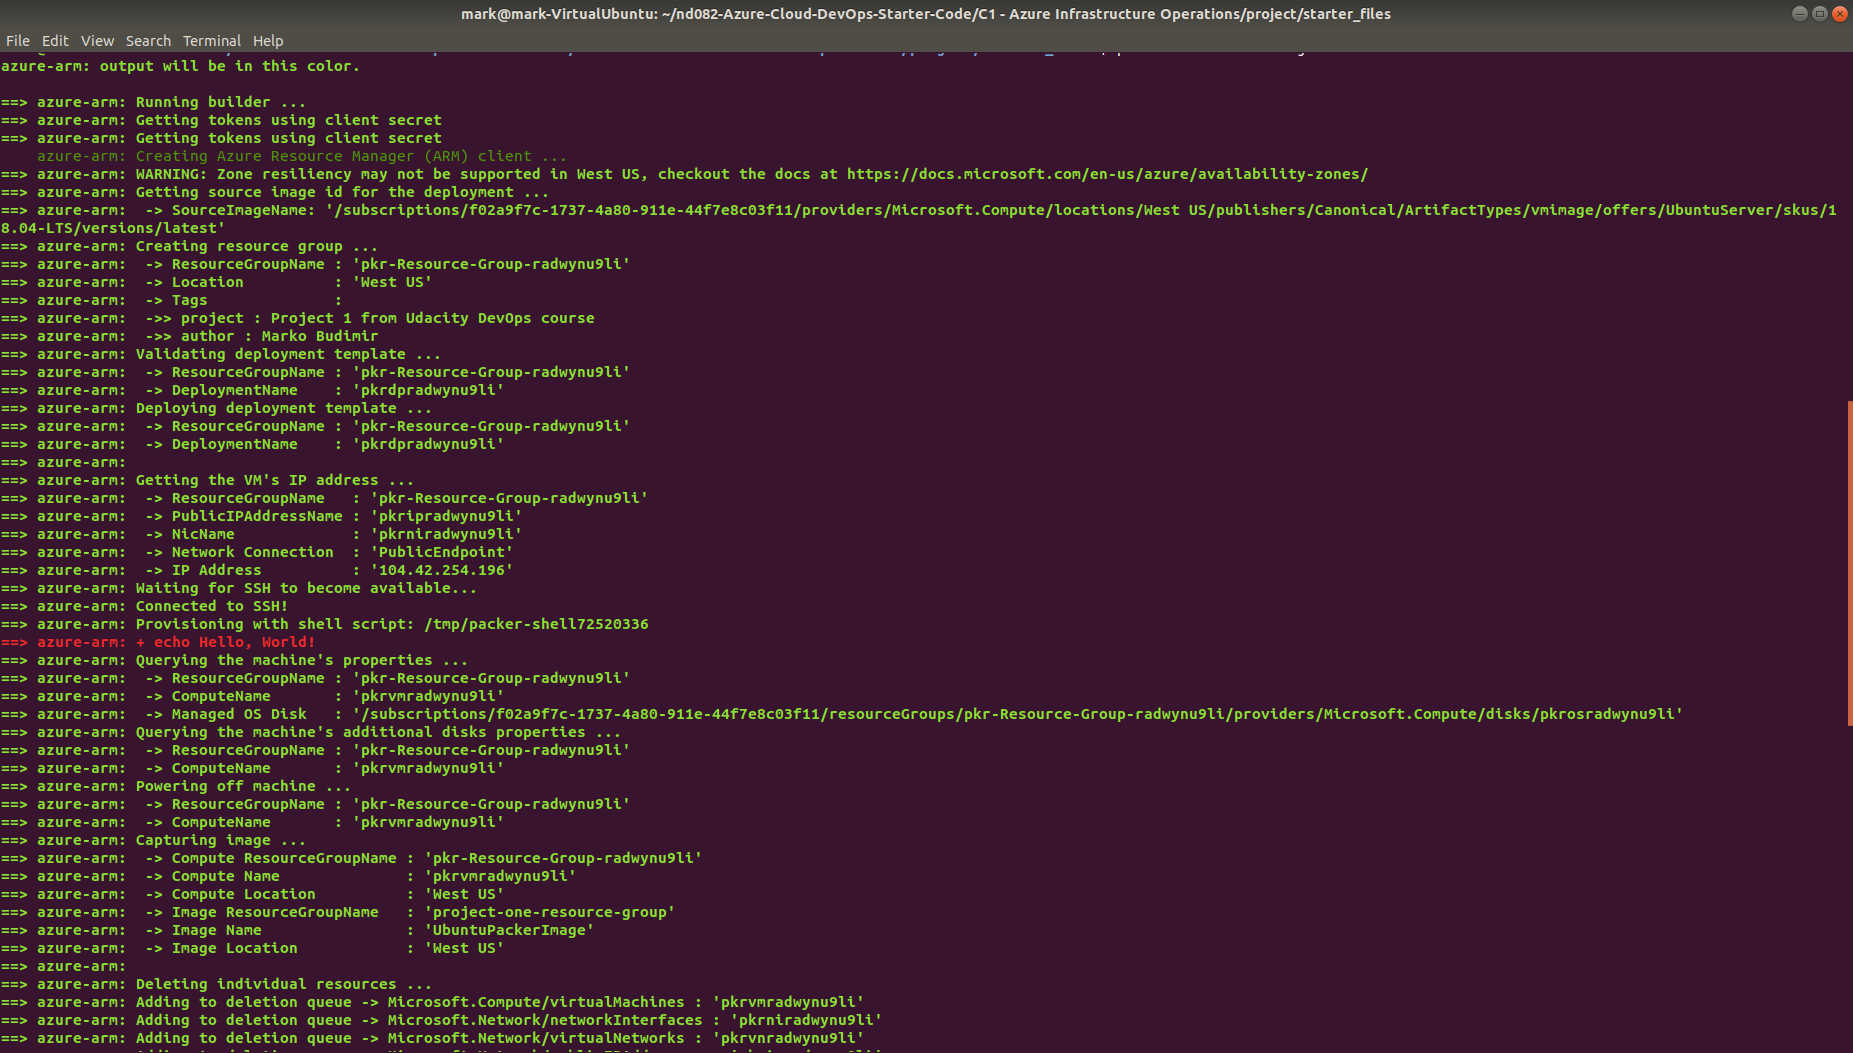 mark@mark-VirtualUbuntu: ~/nd082-Azure-Cloud-DevOps-Starter-Code/C1 - Azure Infrastructure Operations/project/starter_files
File Edit View Search Terminal Help
azure-arm: output will be in this color.
==> azure-arm: Running builder ...
==> azure-arm: Getting tokens using client secret
==> azure-arm: Getting tokens using client secret
    azure-arm: Creating Azure Resource Manager (ARM) client ...
==> azure-arm: WARNING: Zone resiliency may not be supported in West US, checkout the docs at https://docs.microsoft.com/en-us/azure/availability-zones/
==> azure-arm: Getting source image id for the deployment ...
==> azure-arm:  -> SourceImageName: '/subscriptions/f02a9f7c-1737-4a80-911e-44f7e8c03f11/providers/Microsoft.Compute/locations/West US/publishers/Canonical/ArtifactTypes/vmimage/offers/UbuntuServer/skus/1
8.04-LTS/versions/latest'
==> azure-arm: Creating resource group ...
==> azure-arm:  -> ResourceGroupName : 'pkr-Resource-Group-radwynu9li'
==> azure-arm:  -> Location          : 'West US'
==> azure-arm:  -> Tags              :
==> azure-arm:  ->> project : Project 1 from Udacity DevOps course
==> azure-arm:  ->> author : Marko Budimir
==> azure-arm: Validating deployment template ...
==> azure-arm:  -> ResourceGroupName : 'pkr-Resource-Group-radwynu9li'
==> azure-arm:  -> DeploymentName    : 'pkrdpradwynu9li'
==> azure-arm: Deploying deployment template ...
==> azure-arm:  -> ResourceGroupName : 'pkr-Resource-Group-radwynu9li'
==> azure-arm:  -> DeploymentName    : 'pkrdpradwynu9li'
==> azure-arm:
==> azure-arm: Getting the VM's IP address ...
==> azure-arm:  -> ResourceGroupName   : 'pkr-Resource-Group-radwynu9li'
==> azure-arm:  -> PublicIPAddressName : 'pkripradwynu9li'
==> azure-arm:  -> NicName             : 'pkrniradwynu9li'
==> azure-arm:  -> Network Connection  : 'PublicEndpoint'
==> azure-arm:  -> IP Address          : '104.42.254.196'
==> azure-arm: Waiting for SSH to become available...
==> azure-arm: Connected to SSH!
==> azure-arm: Provisioning with shell script: /tmp/packer-shell72520336
==> azure-arm: + echo Hello, World!
==> azure-arm: Querying the machine's properties ...
==> azure-arm:  -> ResourceGroupName : 'pkr-Resource-Group-radwynu9li'
==> azure-arm:  -> ComputeName       : 'pkrvmradwynu9li'
==> azure-arm:  -> Managed OS Disk   : '/subscriptions/f02a9f7c-1737-4a80-911e-44f7e8c03f11/resourceGroups/pkr-Resource-Group-radwynu9li/providers/Microsoft.Compute/disks/pkrosradwynu9li'
==> azure-arm: Querying the machine's additional disks properties ...
==> azure-arm:  -> ResourceGroupName : 'pkr-Resource-Group-radwynu9li'
==> azure-arm:  -> ComputeName       : 'pkrvmradwynu9li'
==> azure-arm: Powering off machine ...
==> azure-arm:  -> ResourceGroupName : 'pkr-Resource-Group-radwynu9li'
==> azure-arm:  -> ComputeName       : 'pkrvmradwynu9li'
==> azure-arm: Capturing image ...
==> azure-arm:  -> Compute ResourceGroupName : 'pkr-Resource-Group-radwynu9li'
==> azure-arm:  -> Compute Name              : 'pkrvmradwynu9li'
==> azure-arm:  -> Compute Location          : 'West US'
==> azure-arm:  -> Image ResourceGroupName   : 'project-one-resource-group'
==> azure-arm:  -> Image Name                : 'UbuntuPackerImage'
==> azure-arm:  -> Image Location            : 'West US'
==> azure-arm:
==> azure-arm: Deleting individual resources ...
==> azure-arm: Adding to deletion queue -> Microsoft.Compute/virtualMachines : 'pkrvmradwynu9li'
==> azure-arm: Adding to deletion queue -> Microsoft.Network/networkInterfaces : 'pkrniradwynu9li'
==> azure-arm: Adding to deletion queue -> Microsoft.Network/virtualNetworks : 'pkrvnradwynu9li'